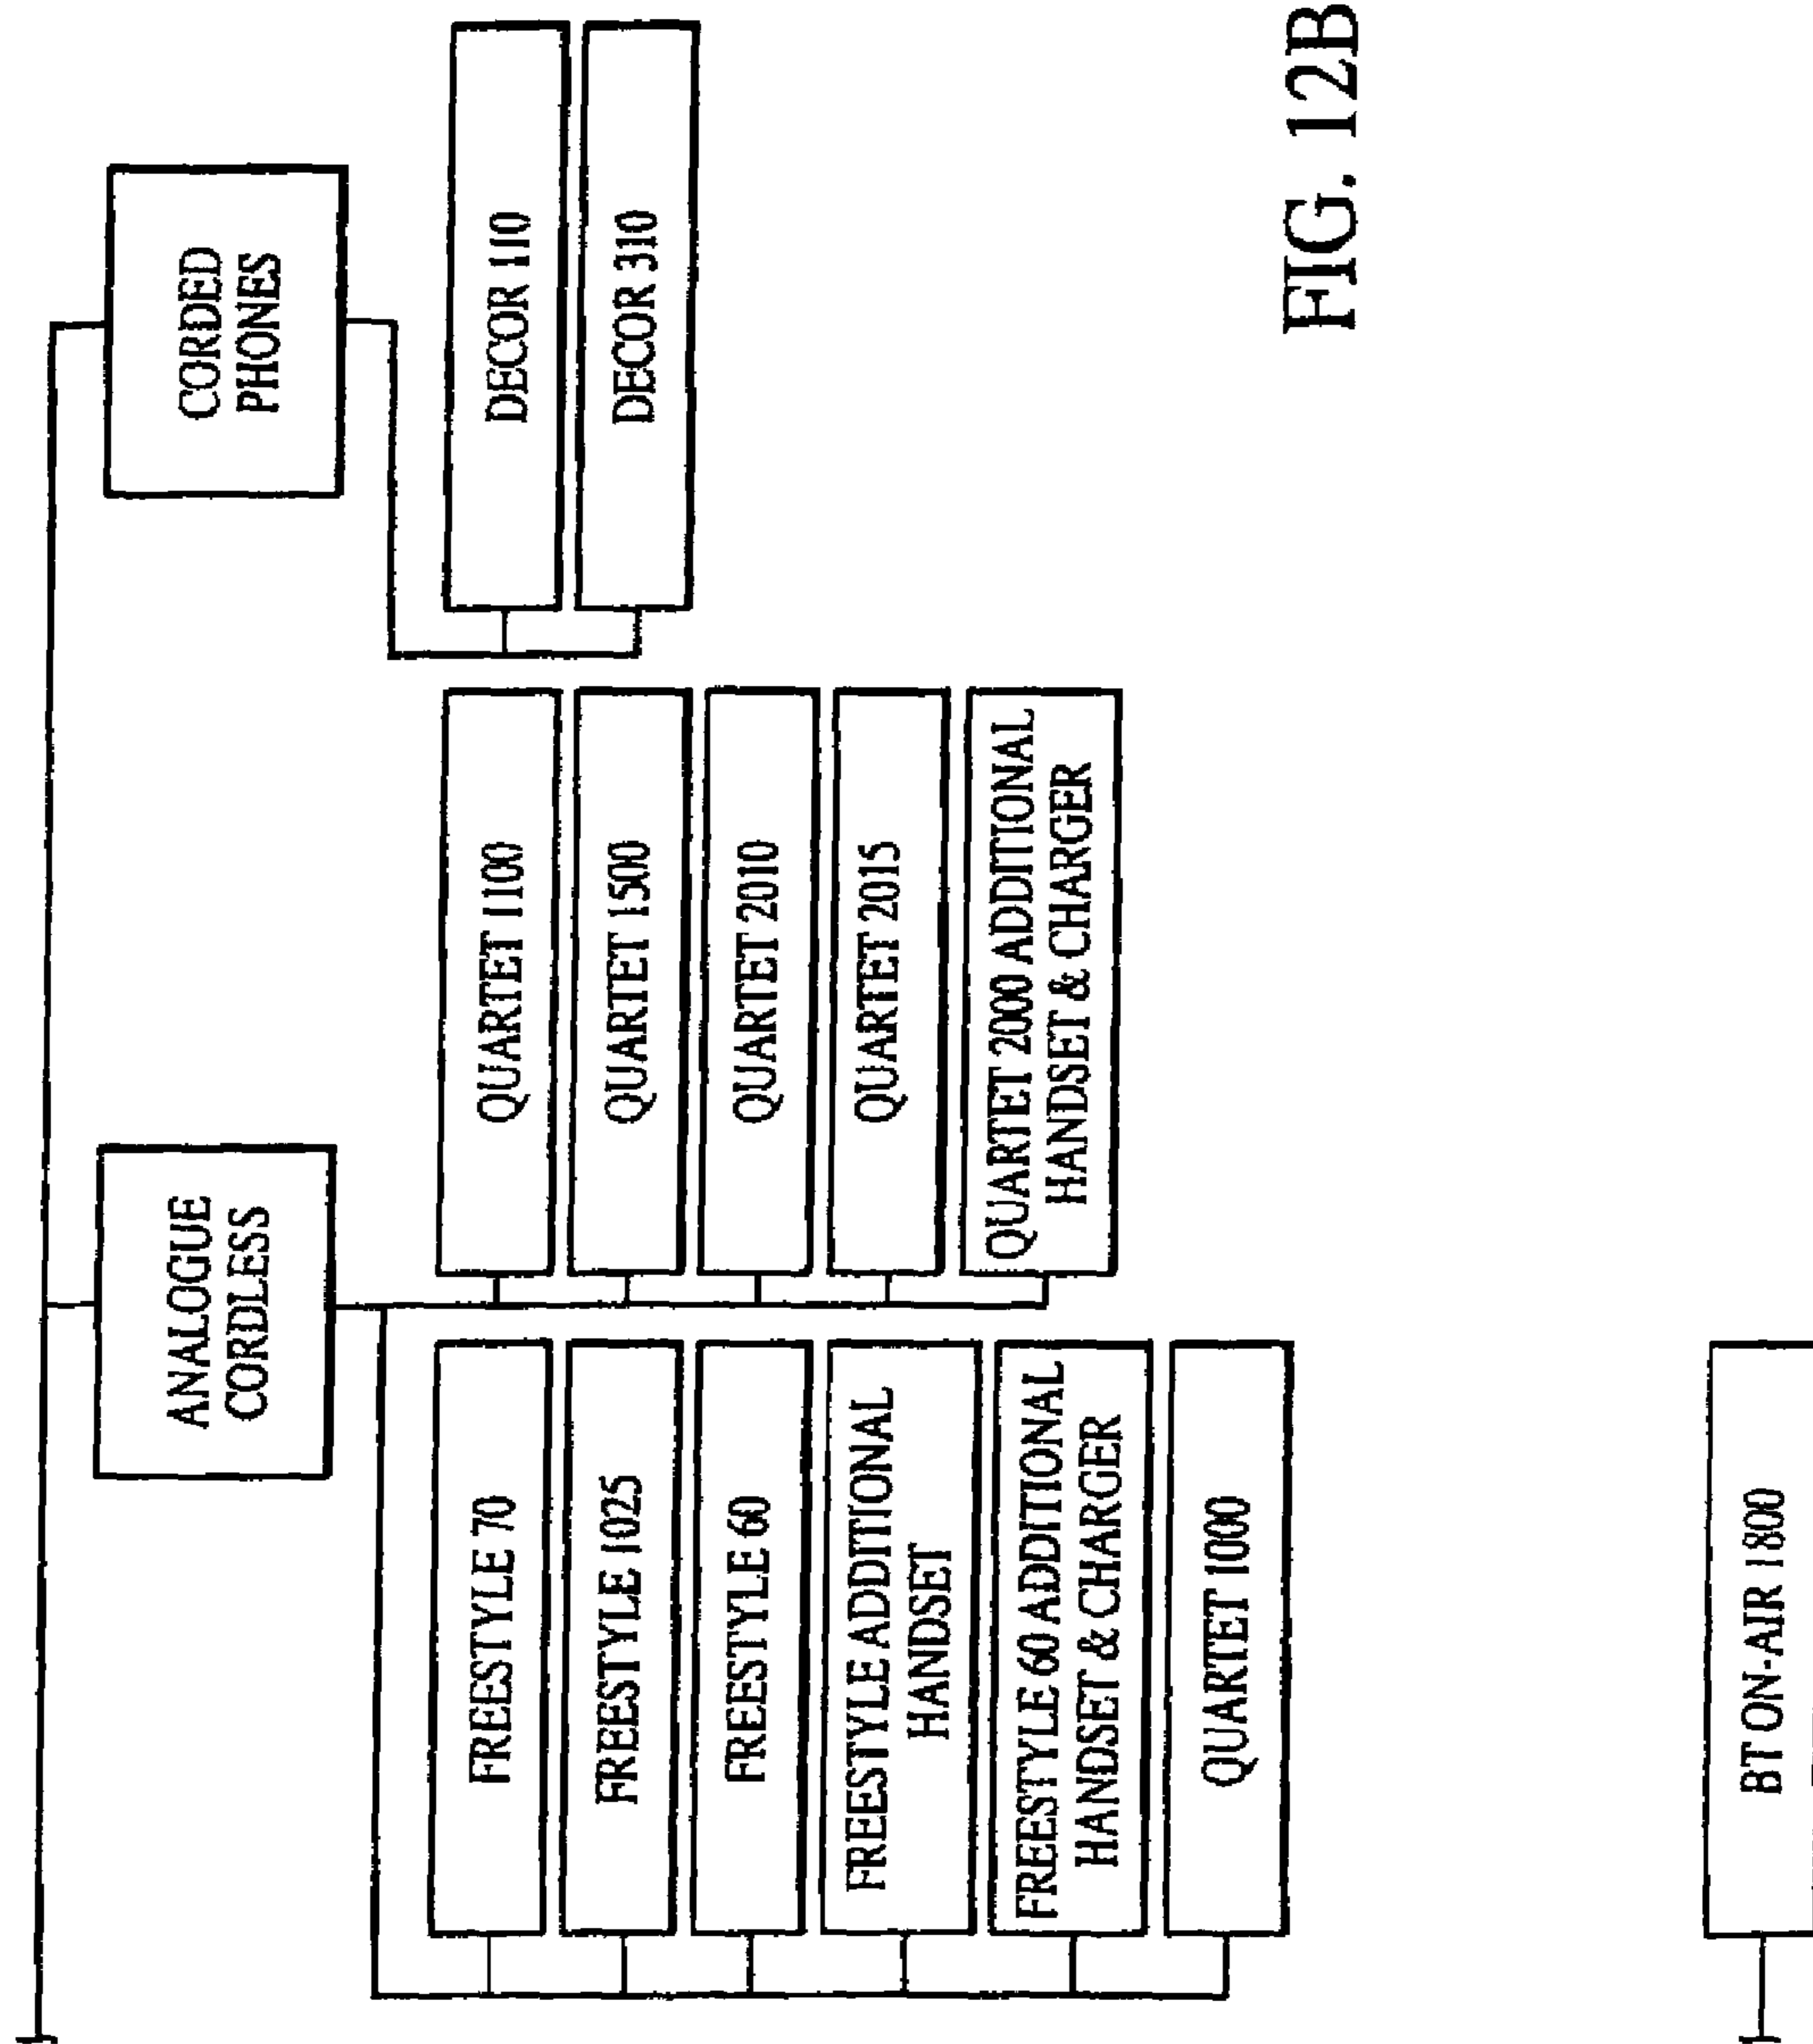 ANALOGUE
CORDLESS
CORDED
PHONES
FREESTYLE 70
FREESTYLE 1025
FREESTYLE 60
FREESTYLE ADDITIONAL
HANDSET
FREESTYLE 60 ADDITIONAL
HANDSET & CHARGER
QUARTET 1000
QUARTET 1100
QUARTET 1500
QUARTET 2010
QUARTET 2015
QUARTET 2000 ADDITIONAL
HANDSET & CHARGER
DECOR 110
DECOR 310
BT ON-AIR 1800
FIG. 12B